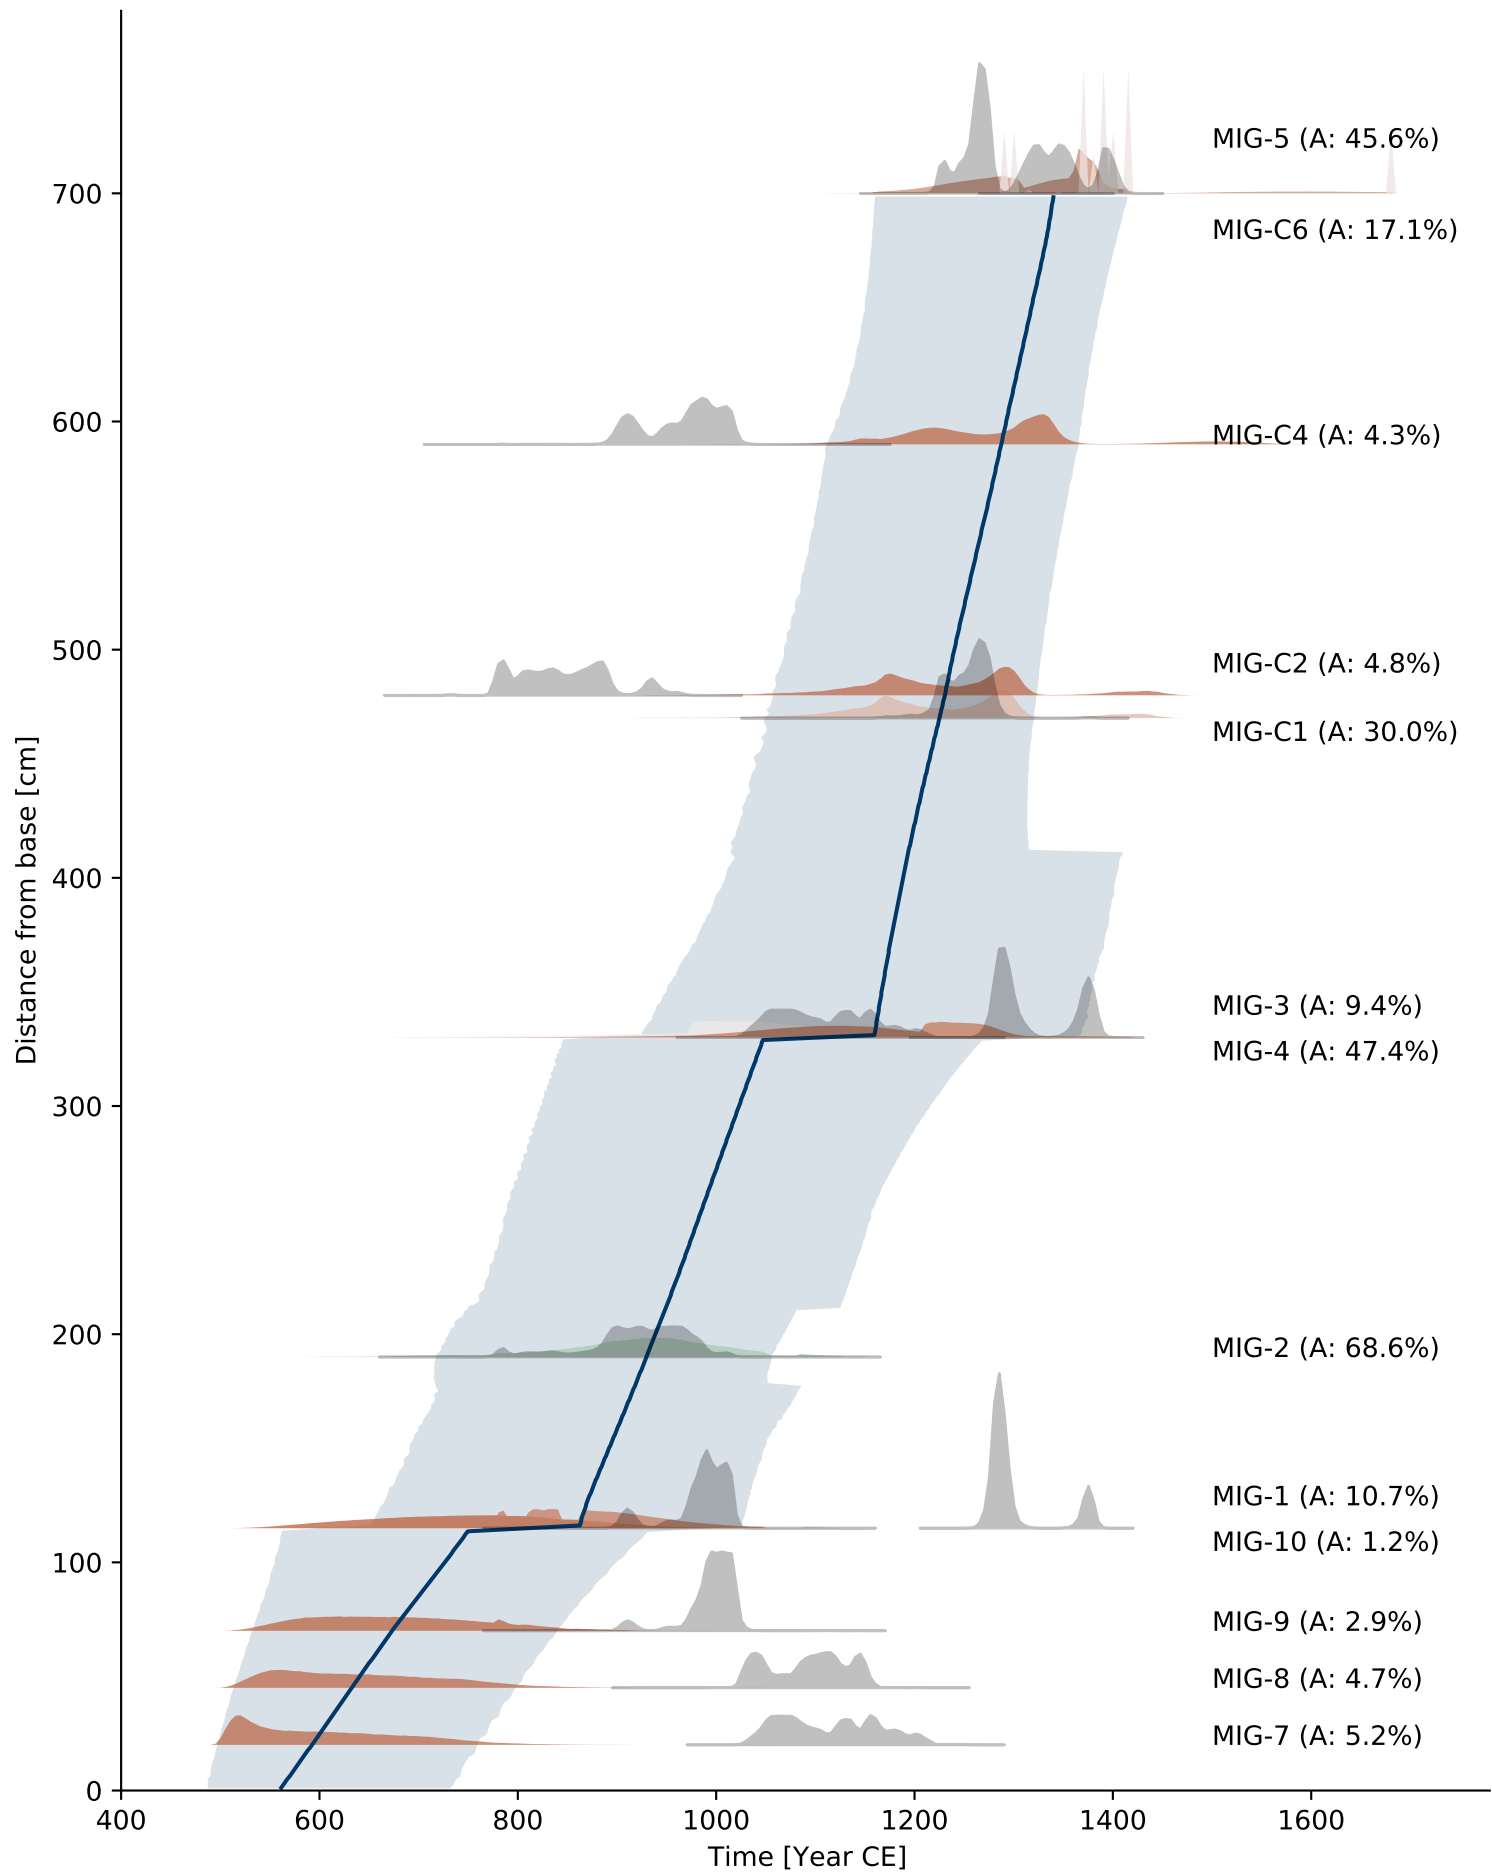 MIG-5 (A: 45.6%)
700
MIG-C6 (A: 17.1%)
600
MIG-C4 (A: 4.3%)
500
MIG-C2 (A: 4.8%)
MIG-C1 (A: 30.0%)
Distance from base [cm]
400
MIG-3 (A: 9.4%)
MIG-4 (A: 47.4%)
300
200
MIG-2 (A: 68.6%)
MIG-1 (A: 10.7%)
MIG-10 (A: 1.2%)
100
MIG-9 (A: 2.9%)
MIG-8 (A: 4.7%)
MIG-7 (A: 5.2%)
0
400 600 800 1000 1200 1400 1600
Time [Year CE]